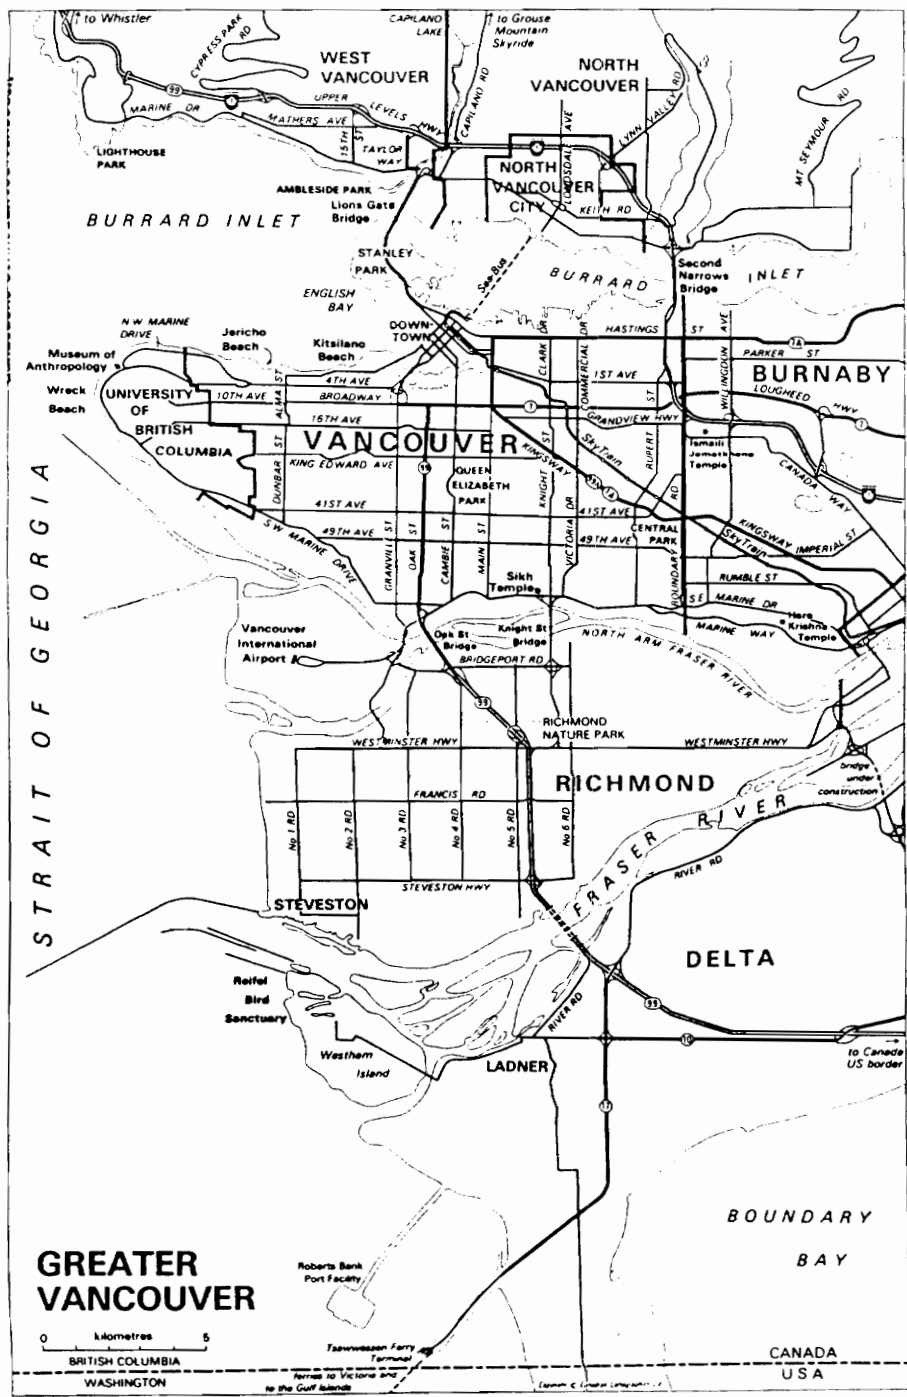 to Whistler
CYPRESS PARK
RD
CAPILANO
LAKE
to Grouse
Mountain
Skyride
WEST
VANCOUVER
NORTH
VANCOUVER
99
1
MARINE DR
UPPER
LEVELS
HWY
MATHERS AVE
15TH
ST
TAYLOR
WAY
CAPILANO RD
LONSDALE AVE
LYNN VALLEY RD
MT SEYMOUR RD
LIGHTHOUSE
PARK
NORTH
VANCOUVER
CITY
KEITH RD
AMBLESIDE PARK
Lions Gate
Bridge
BURRARD INLET
STANLEY
PARK
Sea Bus
BURRARD
INLET
Second
Narrows
Bridge
ENGLISH
BAY
NW MARINE
DRIVE
Jericho
Beach
DOWN-
TOWN
Kitsilano
Beach
CLARK DR
COMMERCIAL DR
HASTINGS ST
7A
WILLINGDON AVE
PARKER ST
Museum of
Anthropology
Wreck
Beach
UNIVERSITY
OF
BRITISH
COLUMBIA
ALMA ST
4TH AVE
10TH AVE
BROADWAY
16TH AVE
1ST AVE
BURNABY
LOUGHEED HWY
7
1
GRANDVIEW HWY
VANCOUVER
KINGSWAY
SkyTrain
RUPERT ST
Ismaili
Jamatkhana
Temple
CANADA WAY
DUNBAR ST
KING EDWARD AVE
99
QUEEN
ELIZABETH
PARK
KNIGHT ST
VICTORIA DR
99
1A
41ST AVE
41ST AVE
49TH AVE
49TH AVE
CENTRAL
PARK
BOUNDARY RD
KINGSWAY
SkyTrain
IMPERIAL ST
SW MARINE DRIVE
GRANVILLE ST
OAK ST
CAMBIE ST
MAIN ST
RUMBLE ST
SE MARINE DR
Sikh
Temple
Hare
Krishna
Temple
MARINE WAY
Vancouver
International
Airport
Oak St
Bridge
Knight St
Bridge
NORTH ARM FRASER RIVER
BRIDGEPORT RD
99
RICHMOND
NATURE PARK
WESTMINSTER HWY
WESTMINSTER HWY
bridge
under
construction
RICHMOND
FRANCIS RD
No 1 RD
No 2 RD
No 3 RD
No 4 RD
No 5 RD
No 6 RD
FRASER RIVER
RIVER RD
STEVESTON HWY
STEVESTON
STRAIT OF GEORGIA
DELTA
Reifel
Bird
Sanctuary
RIVER RD
99
Westham
Island
LADNER
10
to Canada
US border
17
BOUNDARY
BAY
GREATER
VANCOUVER
Roberts Bank
Port Facility
0 kilometres 5
Tsawwassen Ferry
Terminal
BRITISH COLUMBIA
WASHINGTON
ferries to Victoria and
to the Gulf Islands
CANADA
USA